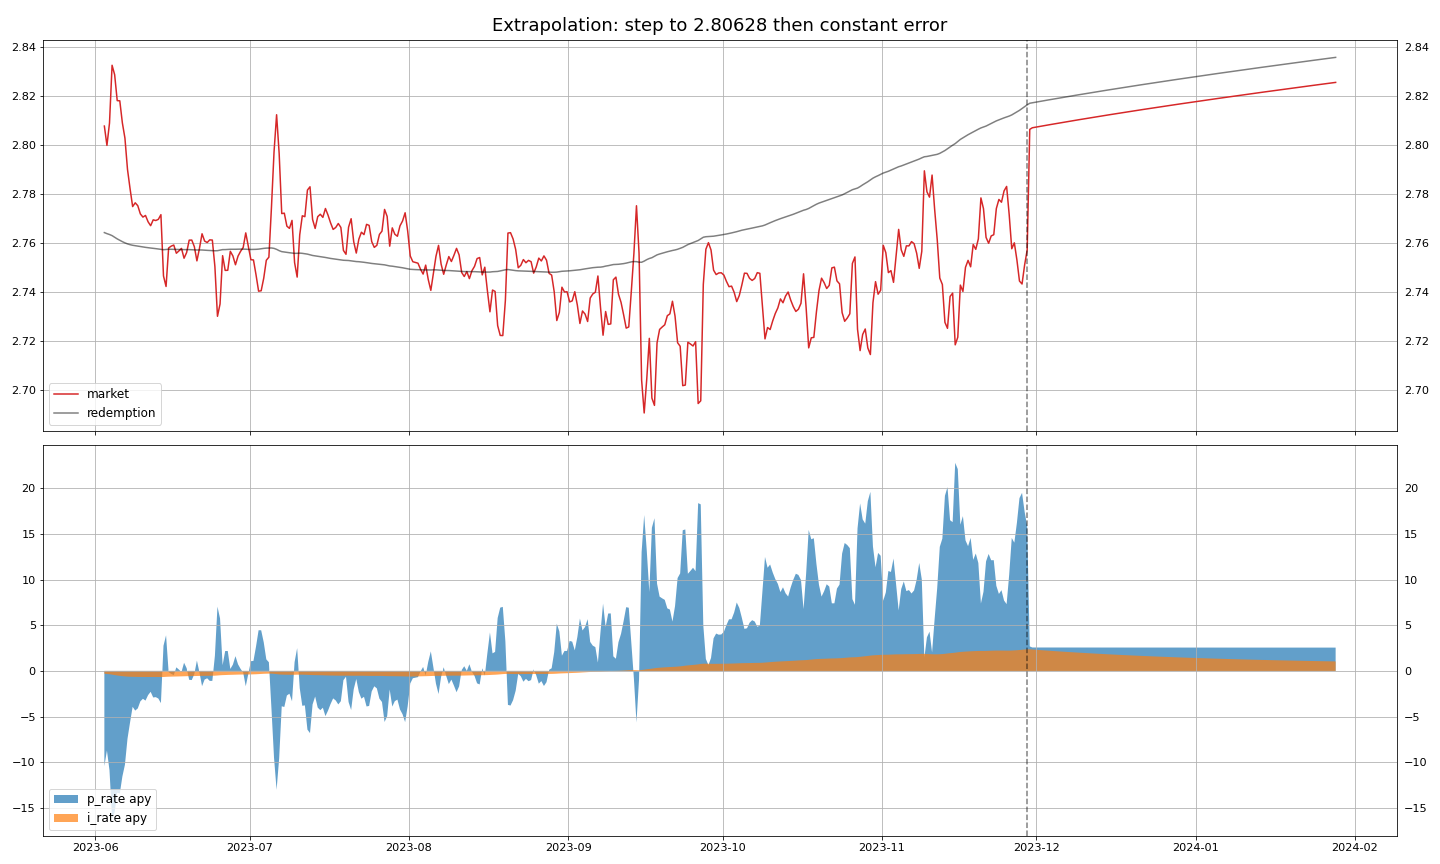 Extrapolation: step to 2.80628 then constant error
2.84 2.84
2.82 2.82
2.80 2.80
2.78 2.78
2.76 2.76
2.74 2.74
2.72 2.72
2.70 2.70
market
redemption
20 20
15 15
10 10
5 5
0 0
−5 −5
−10 −10
−15 −15
p_rate apy
i_rate apy
2023-06 2023-07 2023-08 2023-09 2023-10 2023-11 2023-12 2024-01 2024-02